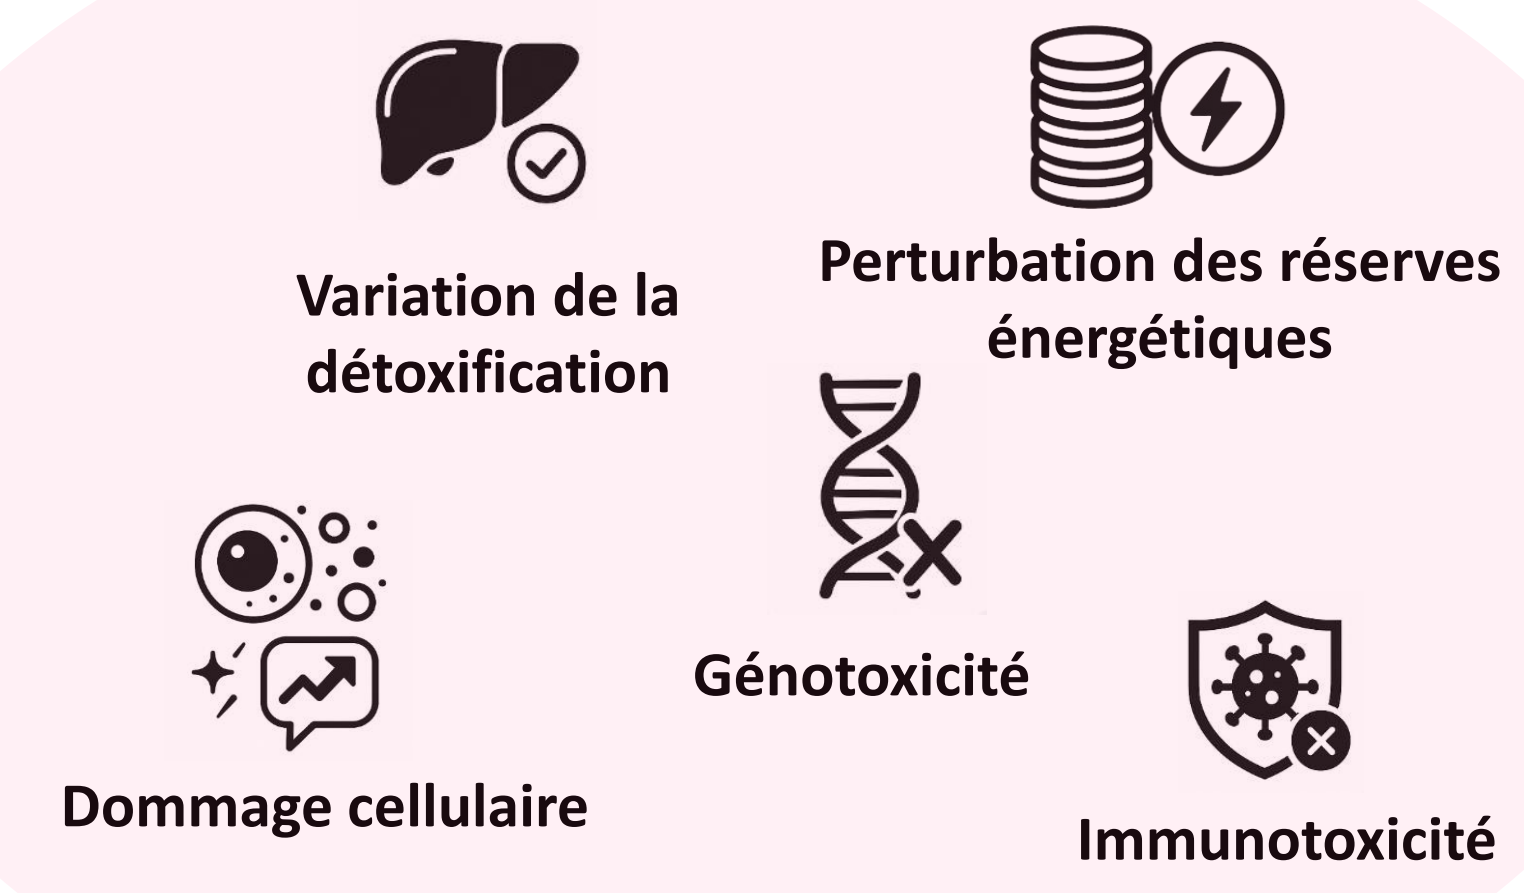 Variation de la
détoxification
Perturbation des réserves
énergétiques
Génotoxicité
Dommage cellulaire
Immunotoxicité